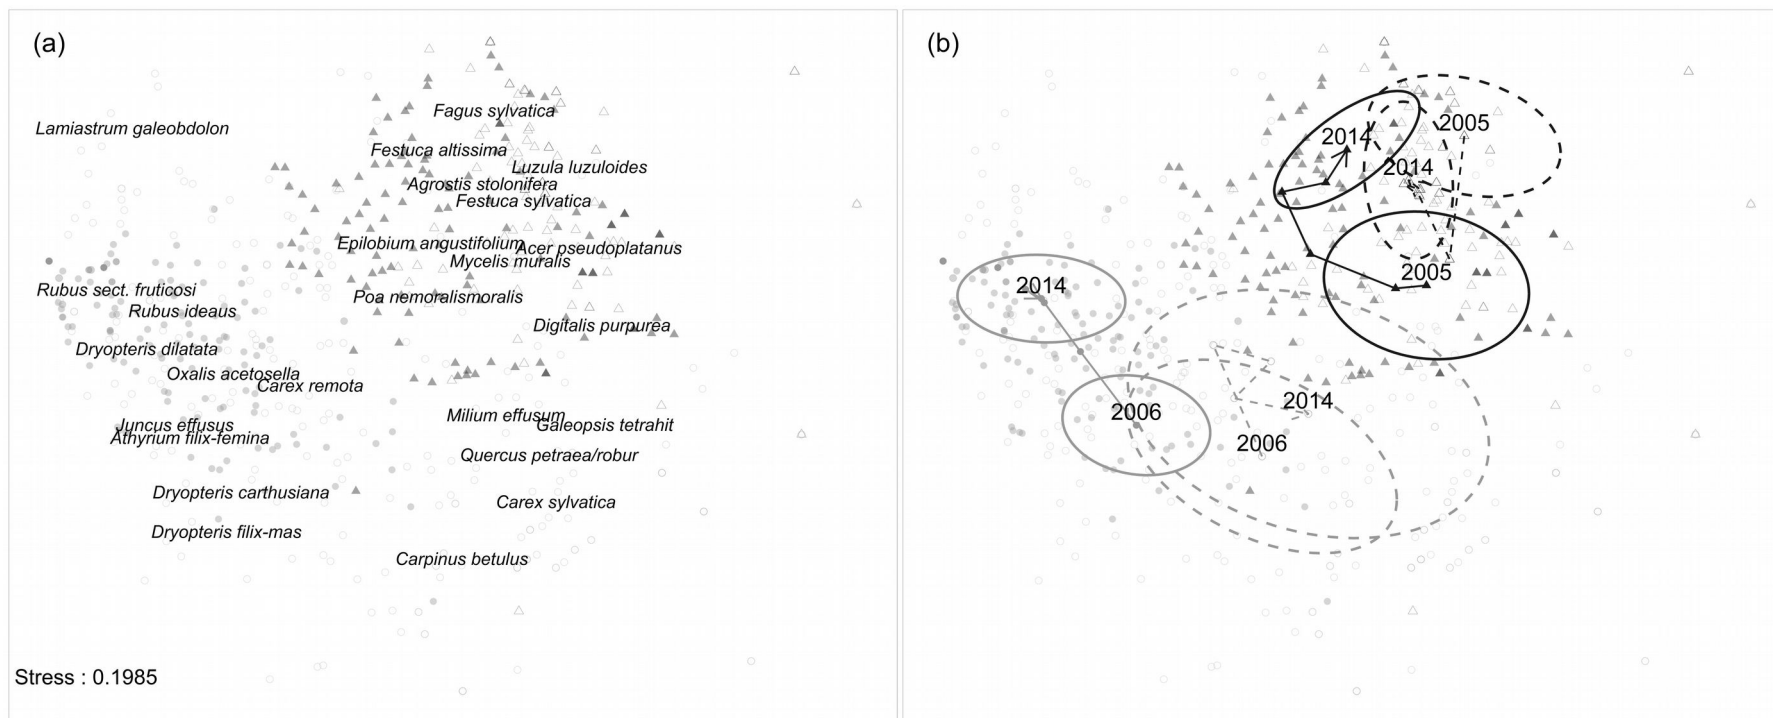 (a)
Fagus sylvatica
Lamiastrum galeobdolon
Festuca altissima
Luzula luzuloides
Agrostis stolonifera
Festuca sylvatica
Epilobium angustifolium
Acer pseudoplatanus
Mycelis muralis
Rubus sect. fruticosi
Poa nemoralismoralis
Rubus ideaus
Digitalis purpurea
Dryopteris dilatata
Oxalis acetosella
Carex remota
Milium effusum
Juncus effusus
Galeopsis tetrahit
Athyrium filix-femina
Quercus petraea/robur
Dryopteris carthusiana
Carex sylvatica
Dryopteris filix-mas
Carpinus betulus
Stress : 0.1985
(b)
2005
2014
2014
2005
2014
2014
2006
2006